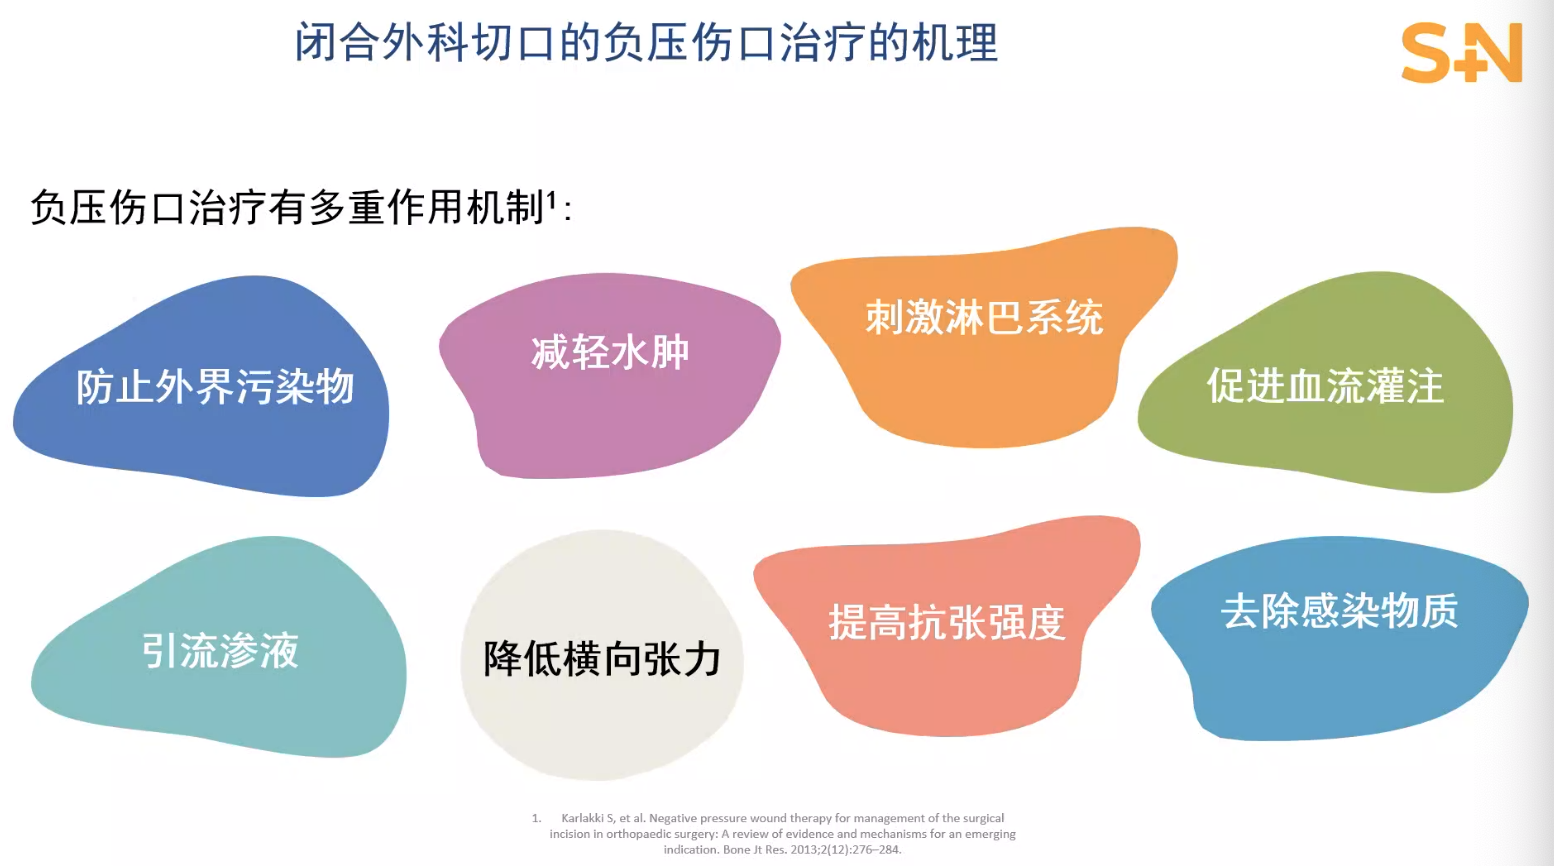 闭合外科切口的负压伤口治疗的机理
S+N
负压伤口治疗有多重作用机制¹:
防止外界污染物
减轻水肿
刺激淋巴系统
促进血流灌注
引流渗液
降低横向张力
提高抗张强度
去除感染物质
1. Karlakki S, et al. Negative pressure wound therapy for management of the surgical
incision in orthopaedic surgery: A review of evidence and mechanisms for an emerging
indication. Bone Jt Res. 2013;2(12):276–284.